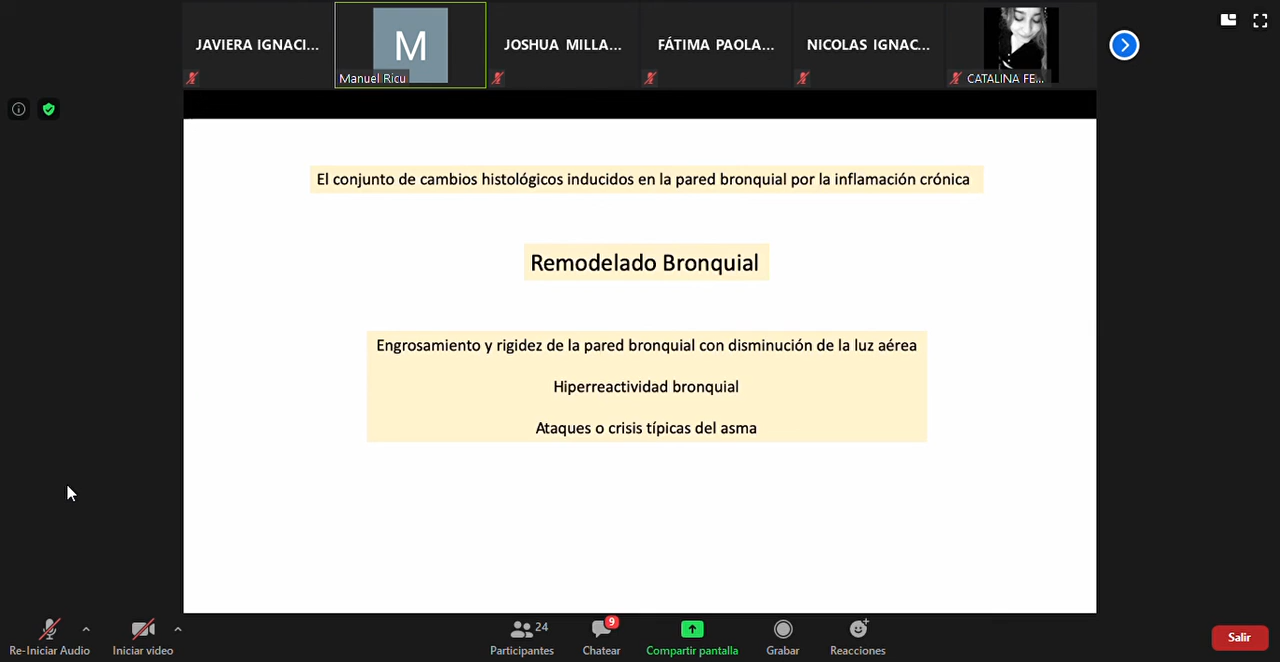 JAVIERA IGNACI...
M
Manuel Ricu
JOSHUA MILLA...
FÁTIMA PAOLA...
NICOLAS IGNAC...
CATALINA FE...
El conjunto de cambios histológicos inducidos en la pared bronquial por la inflamación crónica
Remodelado Bronquial
Engrosamiento y rigidez de la pared bronquial con disminución de la luz aérea
Hiperreactividad bronquial
Ataques o crisis típicas del asma
Re-Iniciar Audio
Iniciar video
24
Participantes
9
Chatear
Compartir pantalla
Grabar
Reacciones
Salir